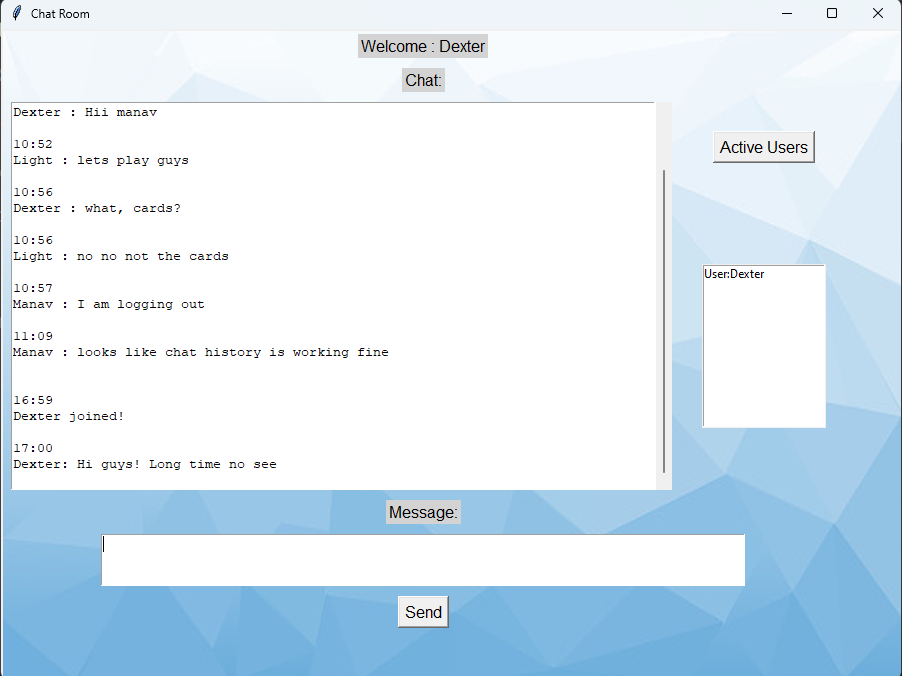 Chat Room
Welcome : Dexter
Chat:
Dexter : Hii manav
10:52
Light : lets play guys
10:56
Dexter : what, cards?
10:56
Light : no no not the cards
10:57
Manav : I am logging out
11:09
Manav : looks like chat history is working fine
16:59
Dexter joined!
17:00
Dexter: Hi guys! Long time no see
Active Users
User:Dexter
Message:
Send